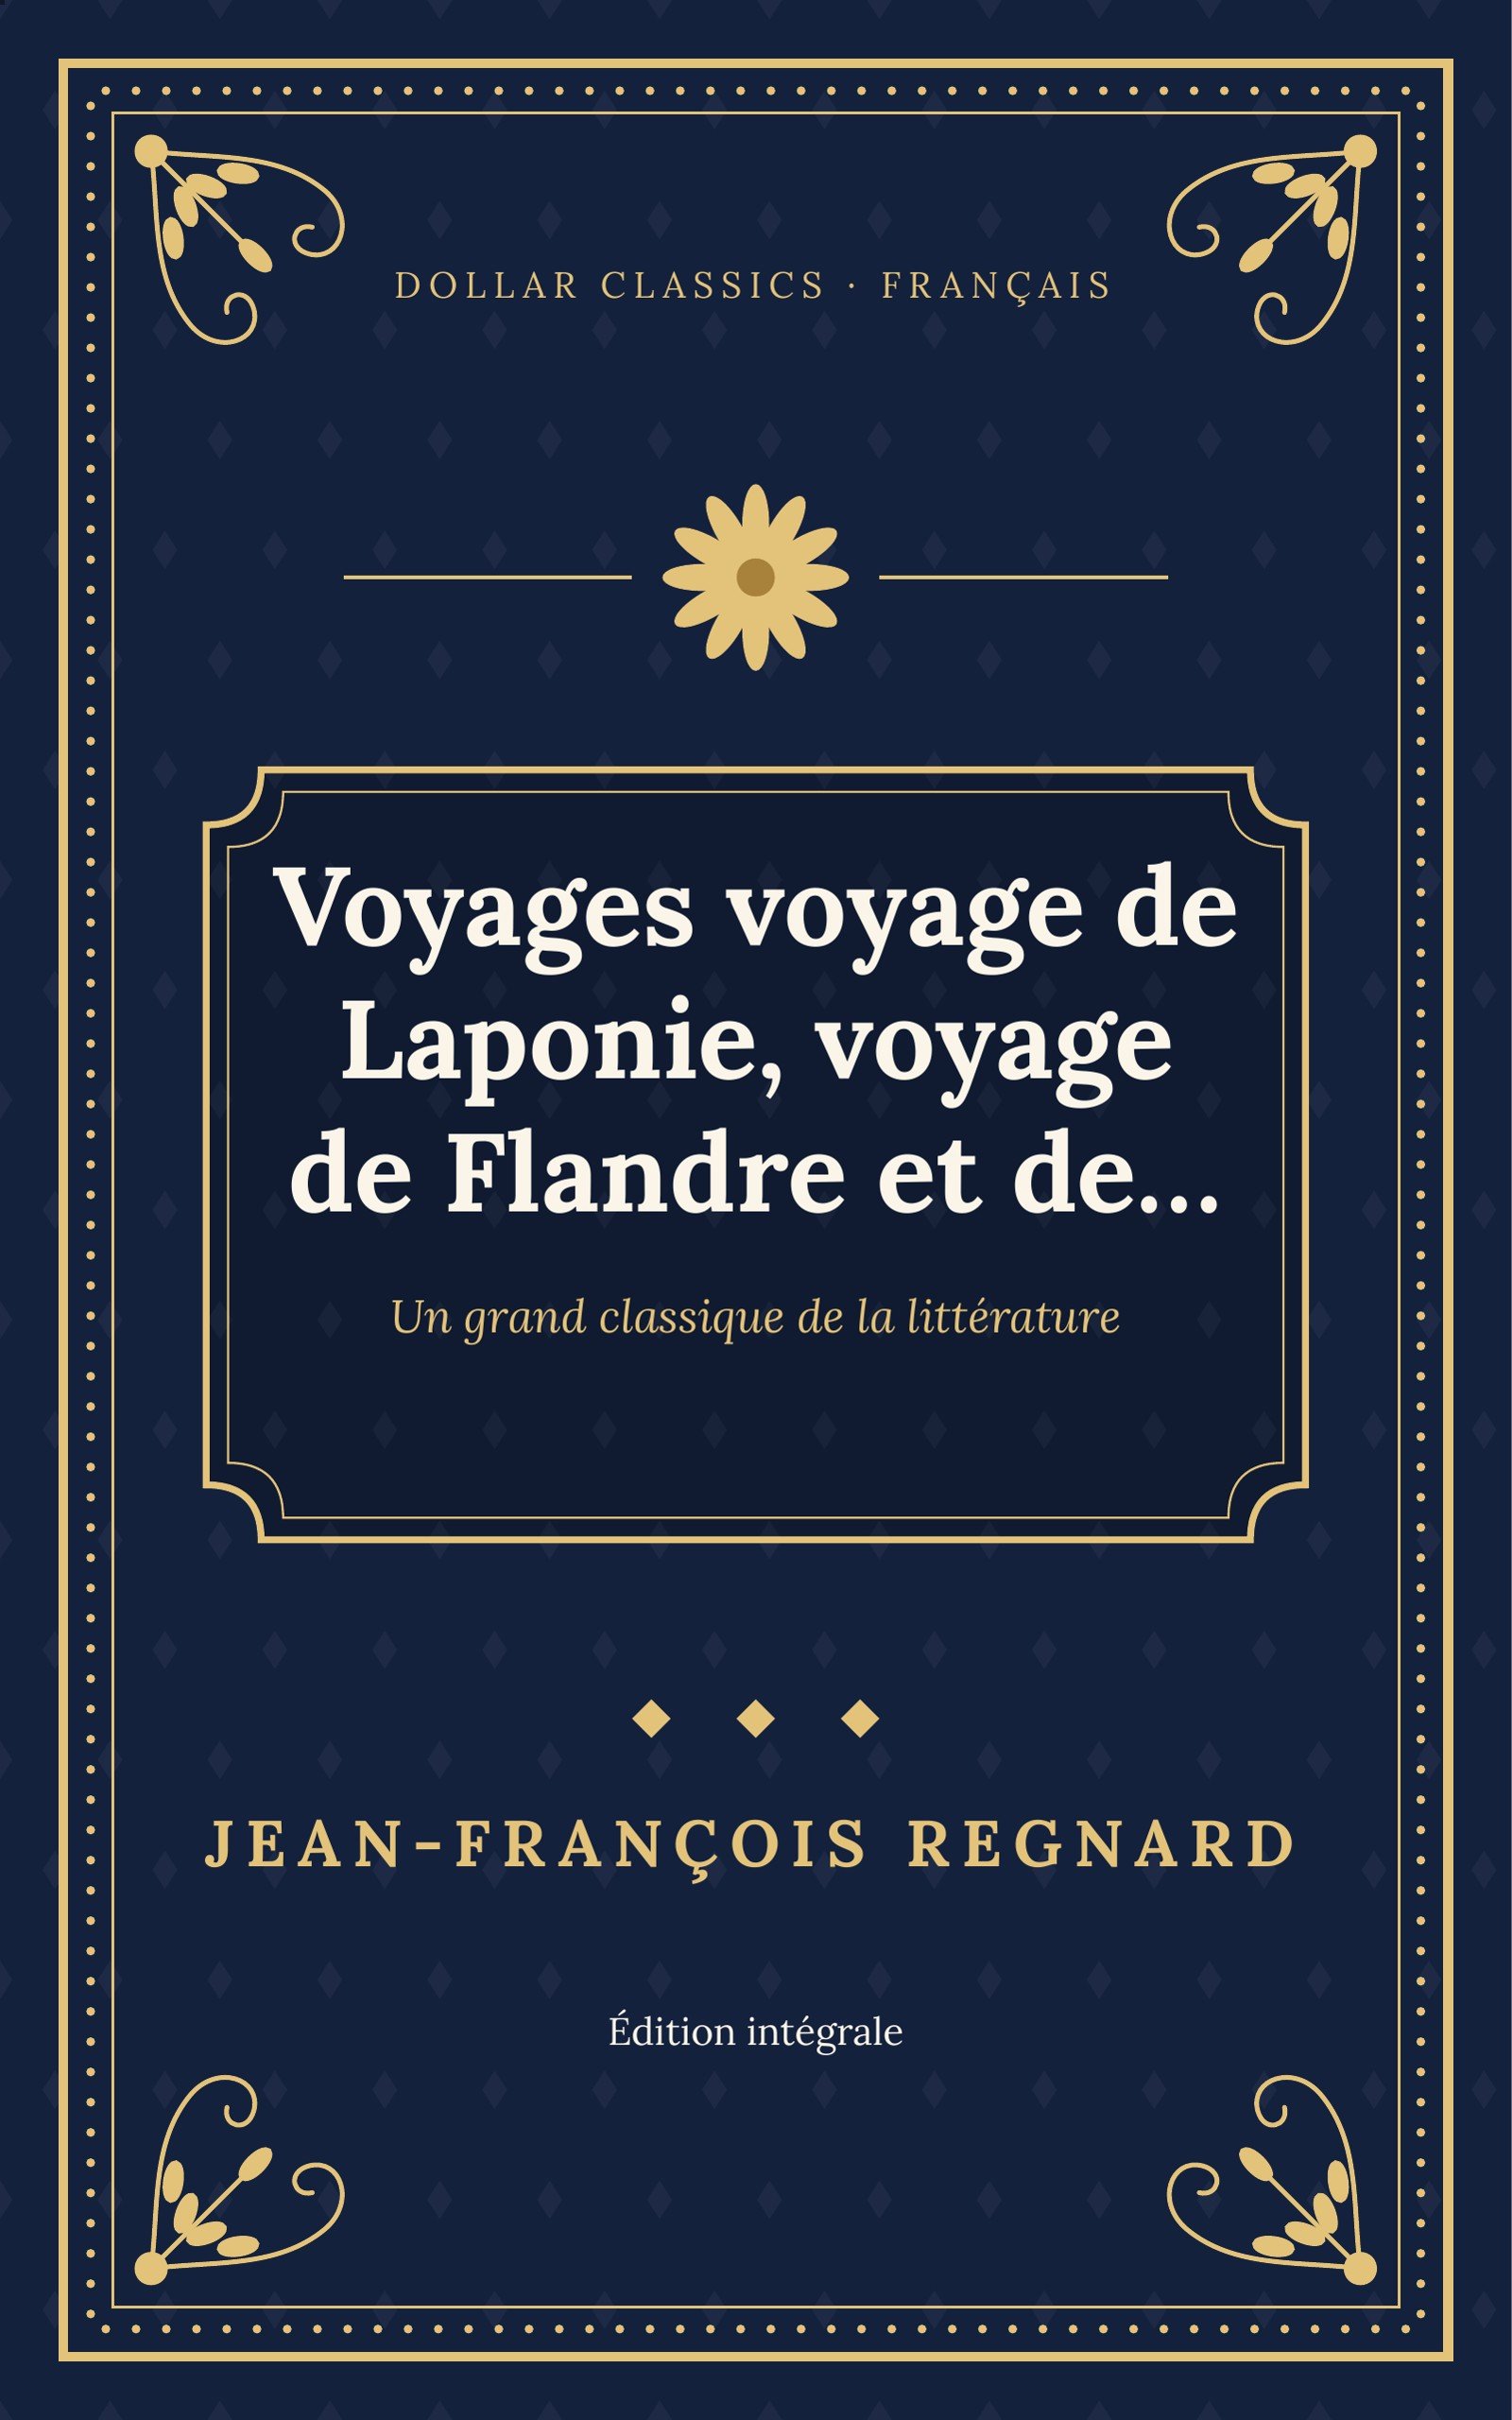 DOLLAR CLASSICS · FRANÇAIS
Voyages voyage de
Laponie, voyage
de Flandre et de...
Un grand classique de la littérature
JEAN-FRANÇOIS REGNARD
Édition intégrale